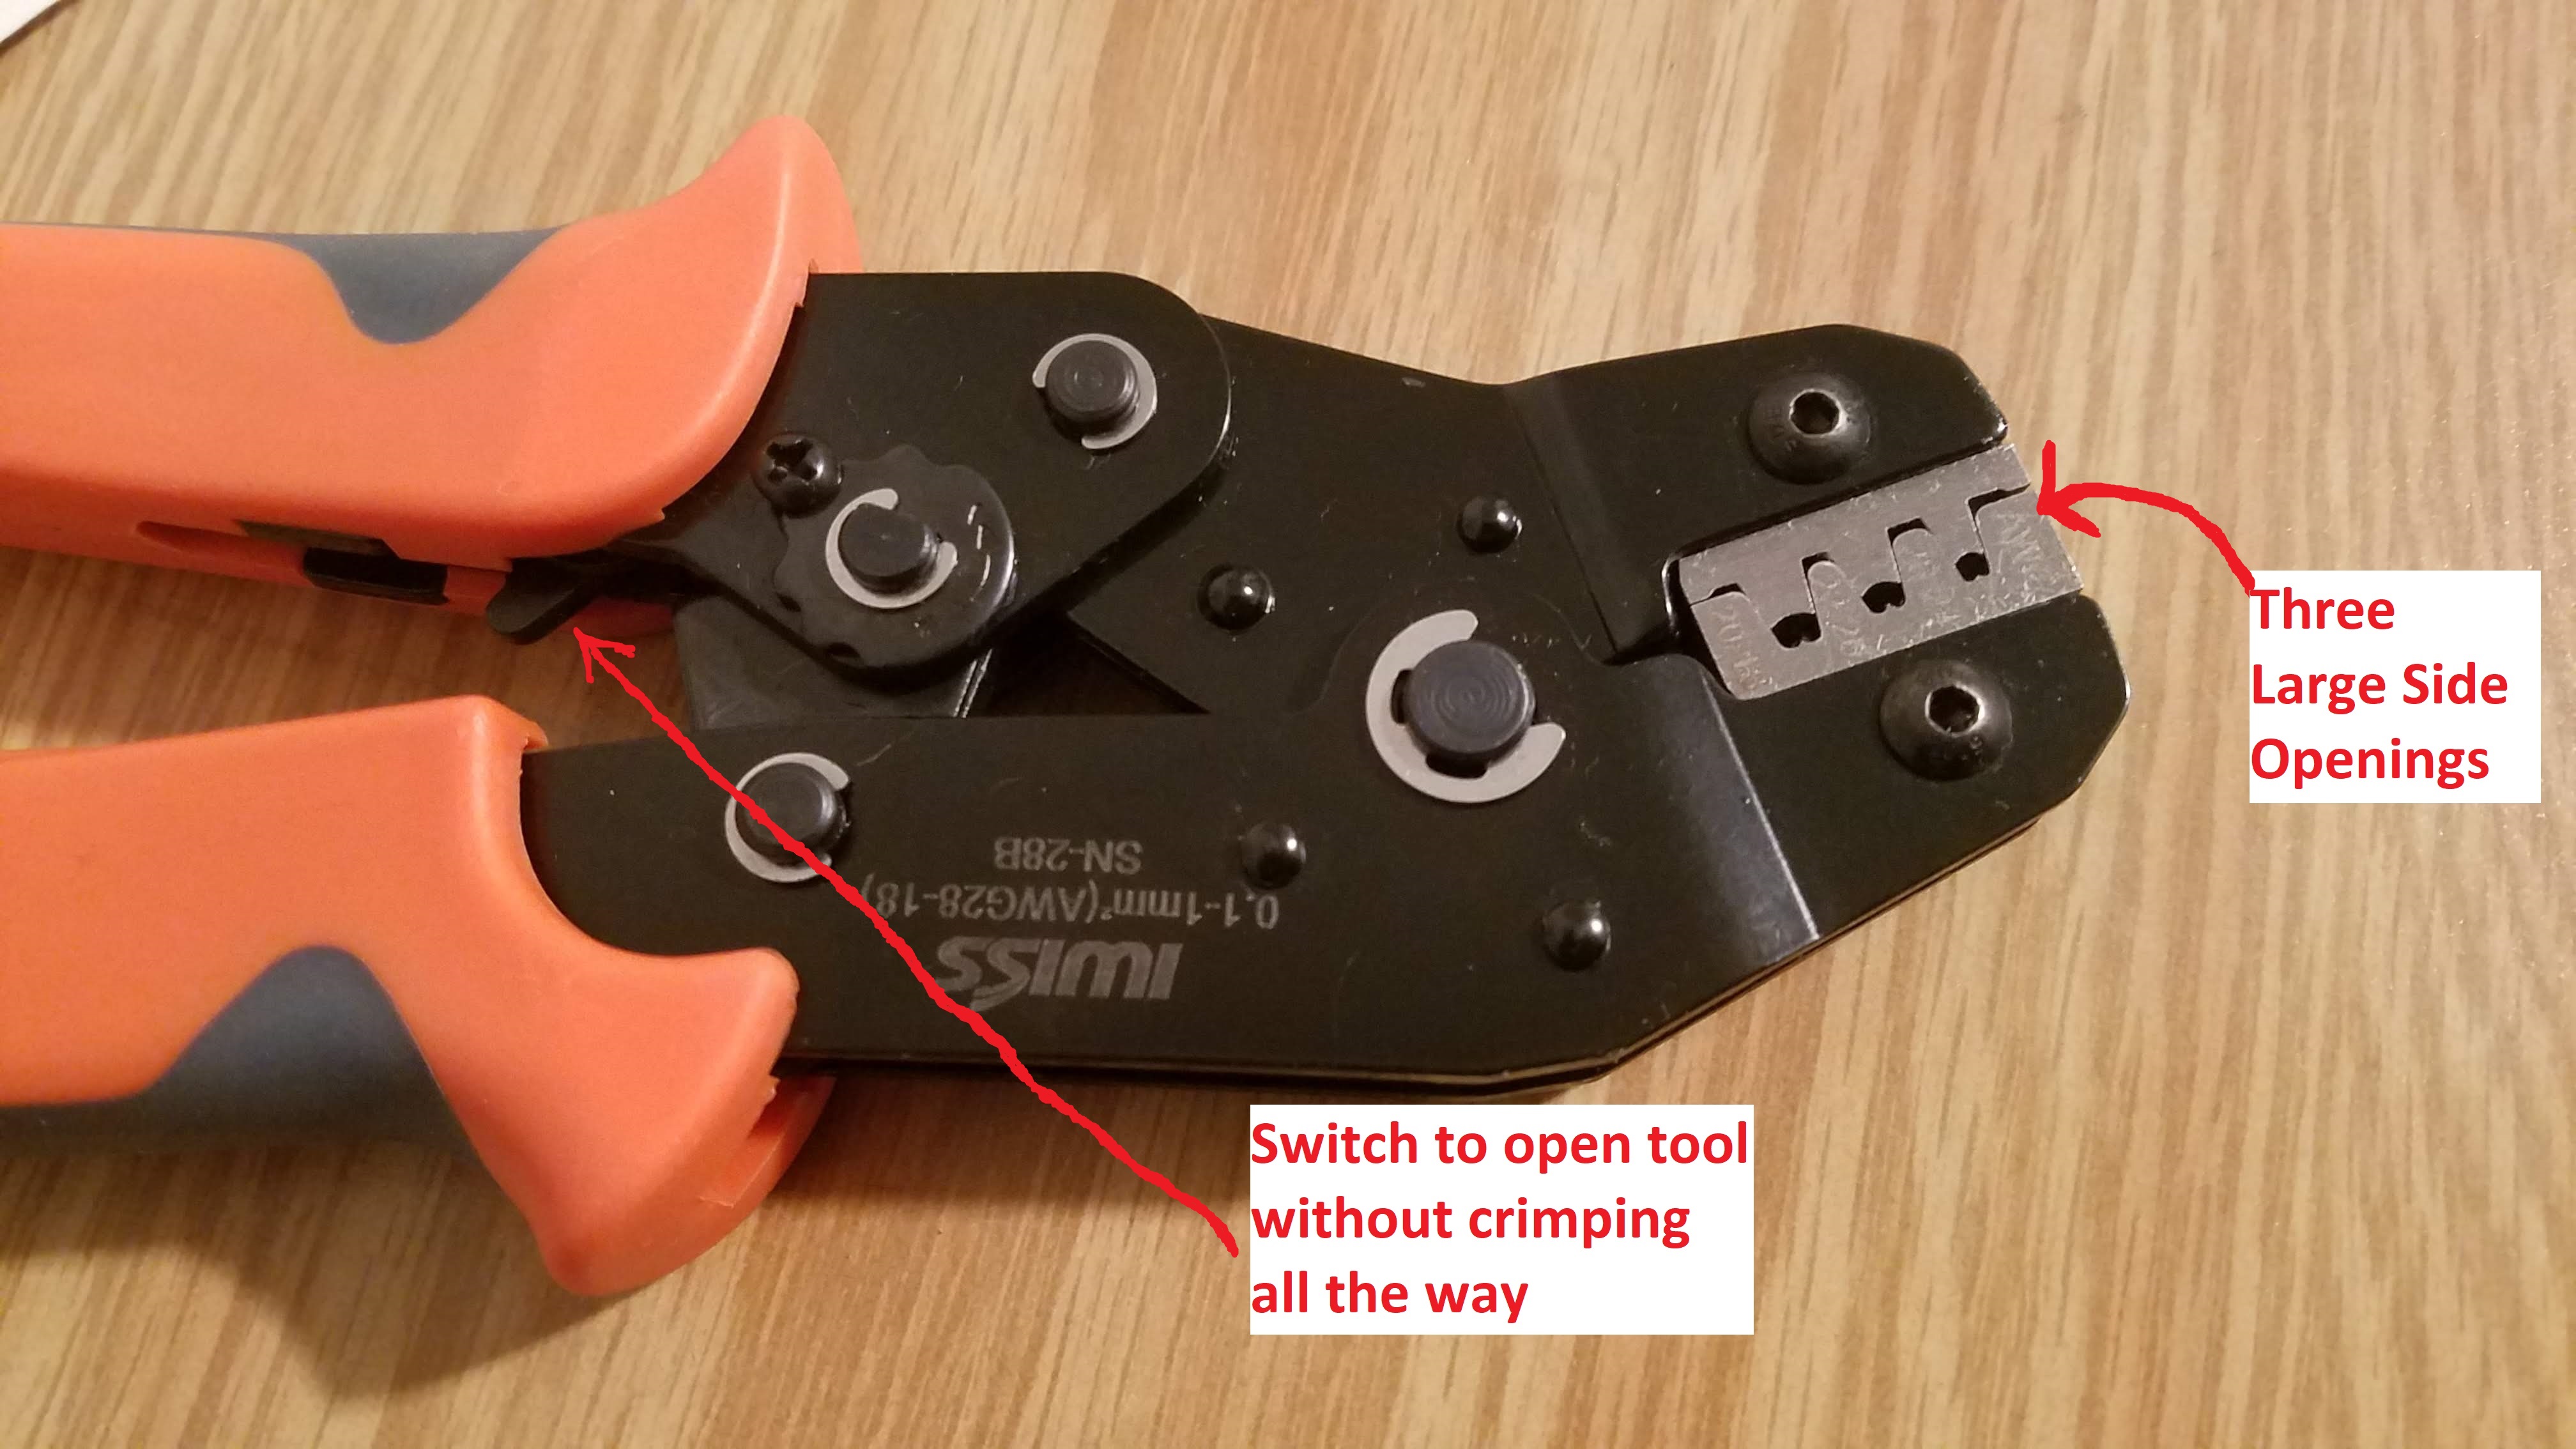 Three
Large Side
Openings
IWISS
0.1-1mm²(AWG28-18)
SN-28B
Switch to open tool
without crimping
all the way